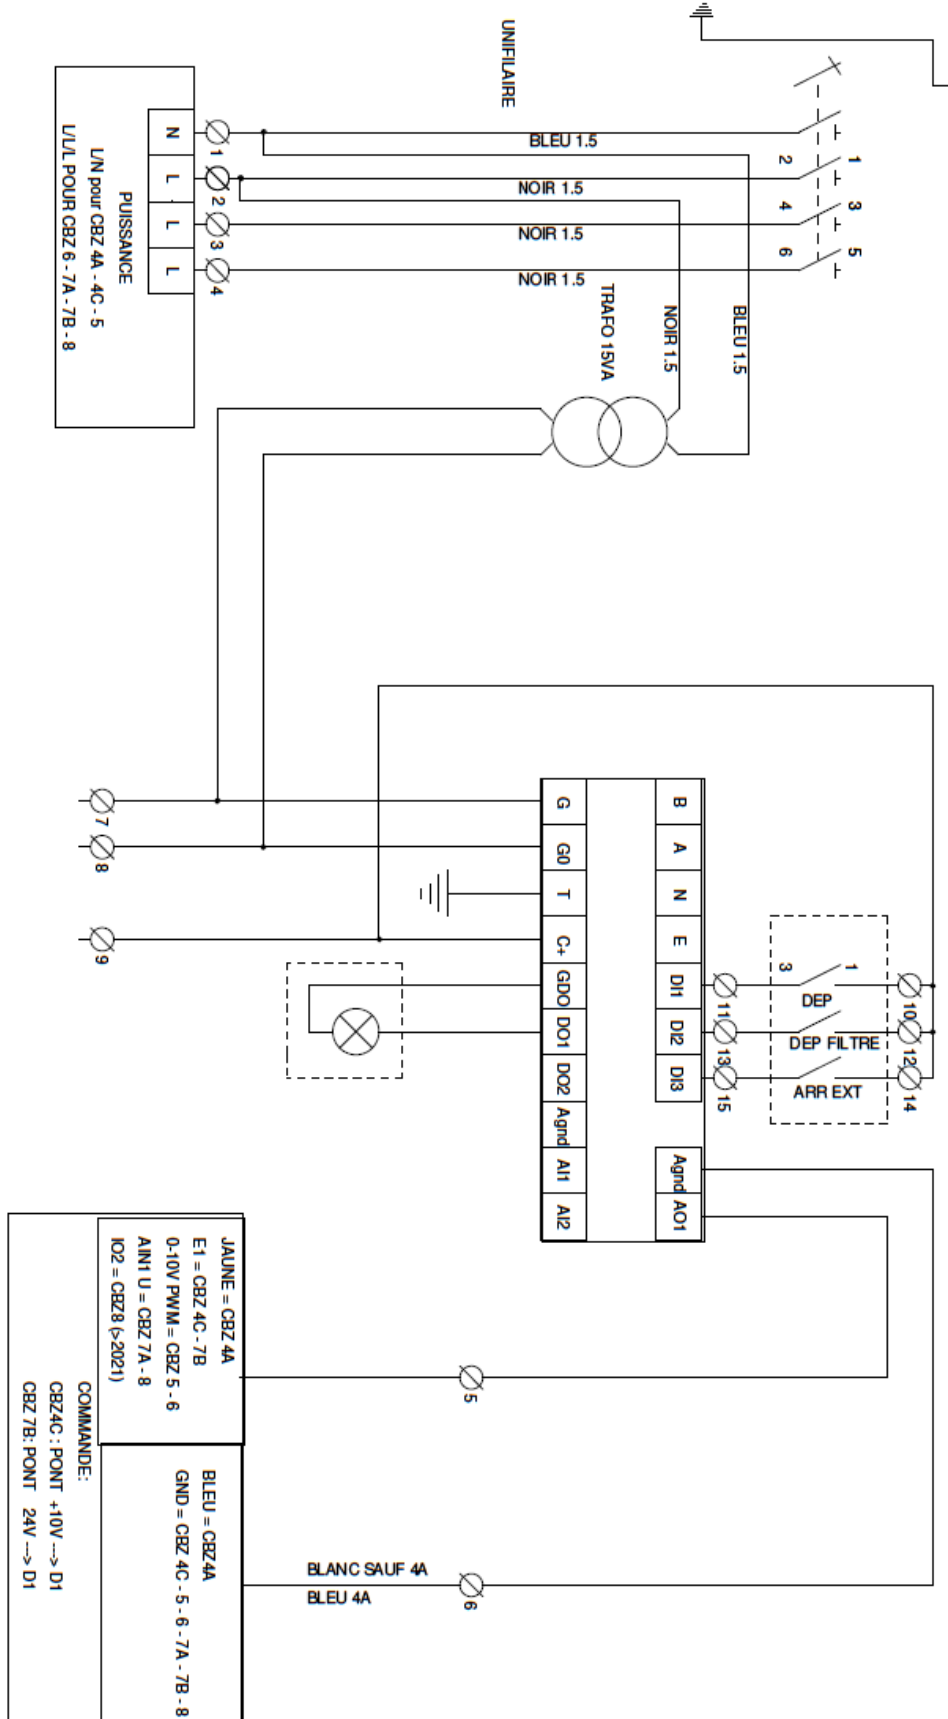 UNIFILAIRE
BLEU 1.5
NOIR 1.5
NOIR 1.5
NOIR 1.5
2
4
6
1
3
5
N
L
L
L
1
2
3
4
PUISSANCE
L/N pour CBZ 4A - 4C - 5
L/L/L POUR CBZ 6 - 7A - 7B - 8
TRAFO 15VA
NOIR 1.5
BLEU 1.5
7
8
9
G
G0
T
C+
GDO
DO1
DO2
Agnd
AI1
AI2
B
A
N
E
DI1
DI2
DI3
Agnd
AO1
11
13
15
3
1
DEP
DEP FILTRE
ARR EXT
10
12
14
5
6
JAUNE = CBZ 4A
E1 = CBZ 4C - 7B
0-10V PWM = CBZ 5 - 6
AIN1 U = CBZ 7A - 8
IO2 = CBZ8 (>2021)
BLEU = CBZ4A
GND = CBZ 4C - 5 - 6 - 7A - 7B - 8
BLANC SAUF 4A
BLEU 4A
COMMANDE:
CBZ4C : PONT +10V ---> D1
CBZ 7B: PONT 24V ---> D1